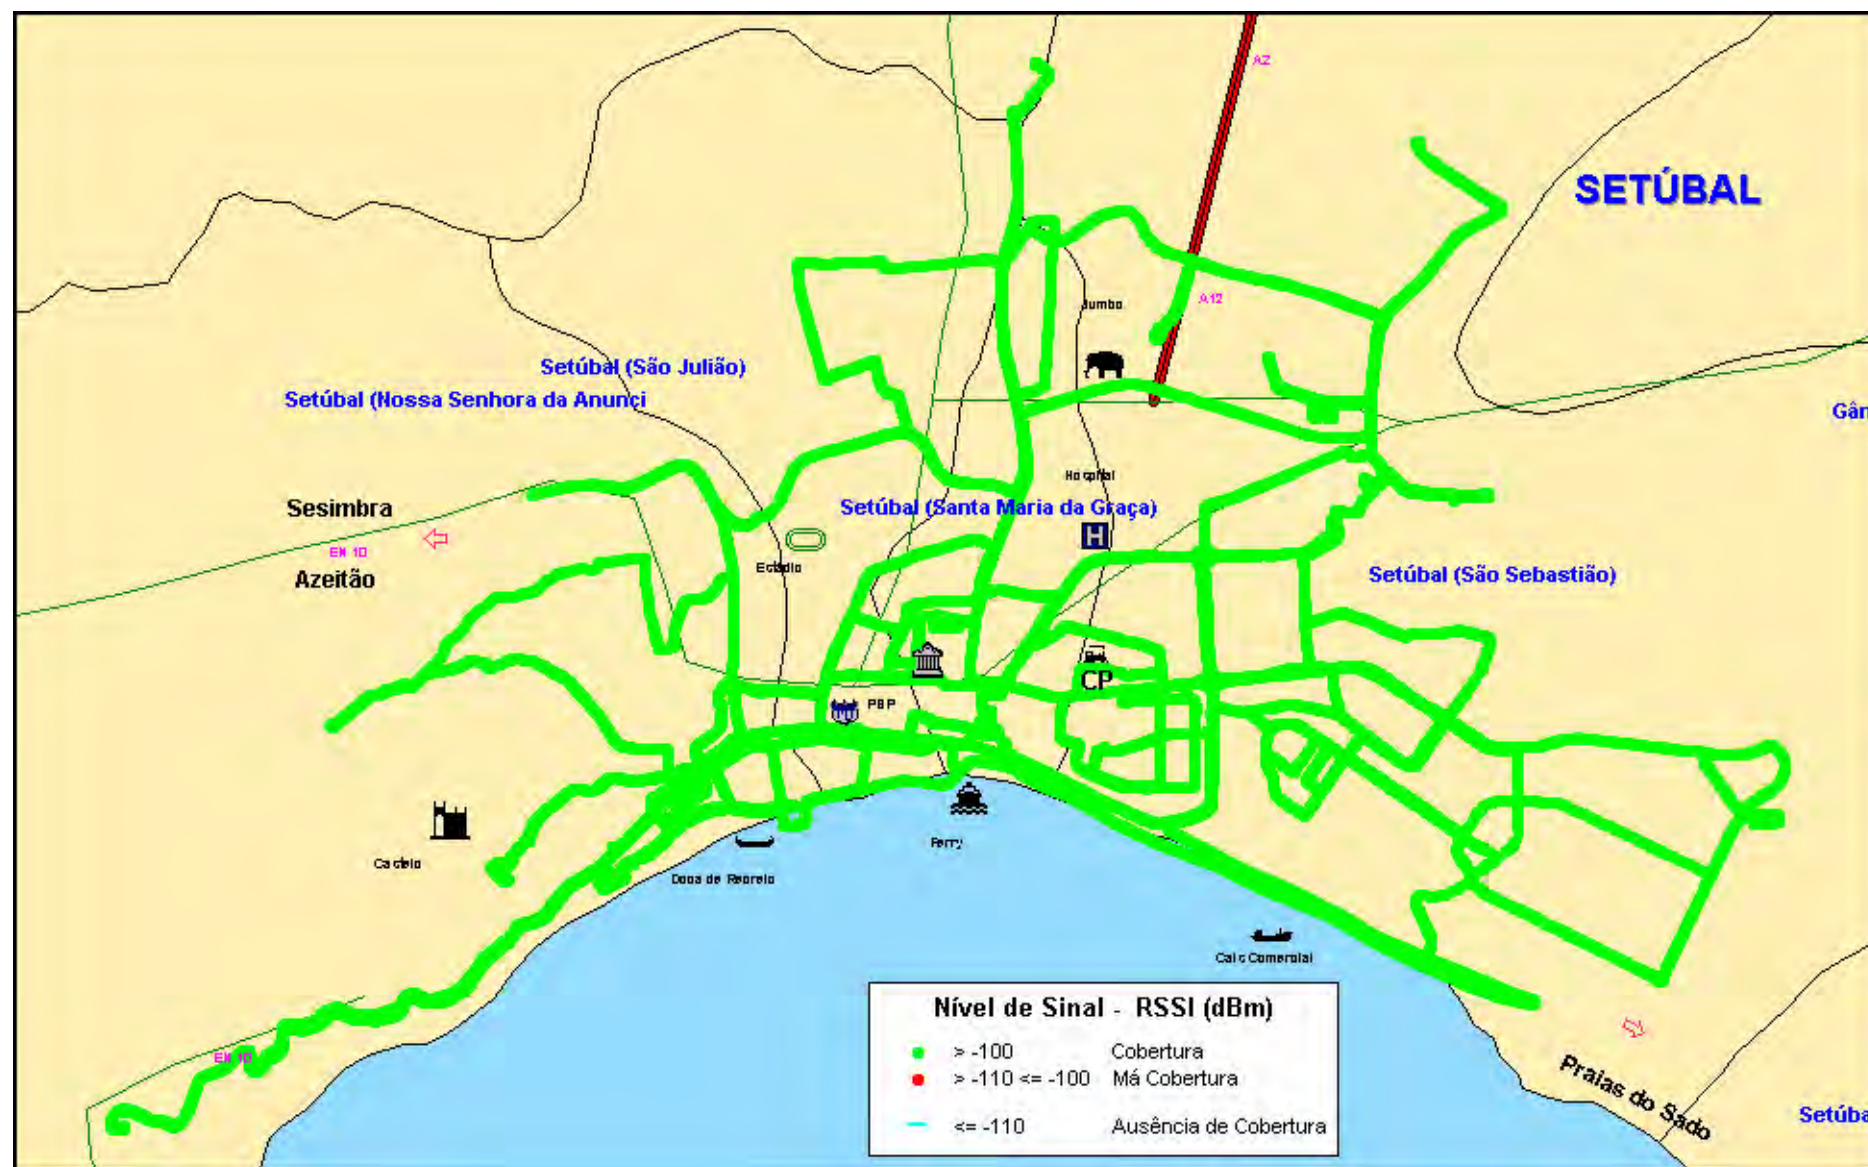 A2
SETÚBAL
A12
Jumbo
Setúbal (São Julião)
Setúbal (Nossa Senhora da Anunci
Gân
Hospital
Sesimbra
Setúbal (Santa Maria da Graça)
H
EN 10
Estádio
Azeitão
Setúbal (São Sebastião)
CP
PSP
Ferry
Castelo
Doca de Recreio
Cais Comercial
Nível de Sinal - RSSI (dBm)
> -100 Cobertura
> -110 <= -100 Má Cobertura
<= -110 Ausência de Cobertura
EN 10
Praias do Sado
Setúba